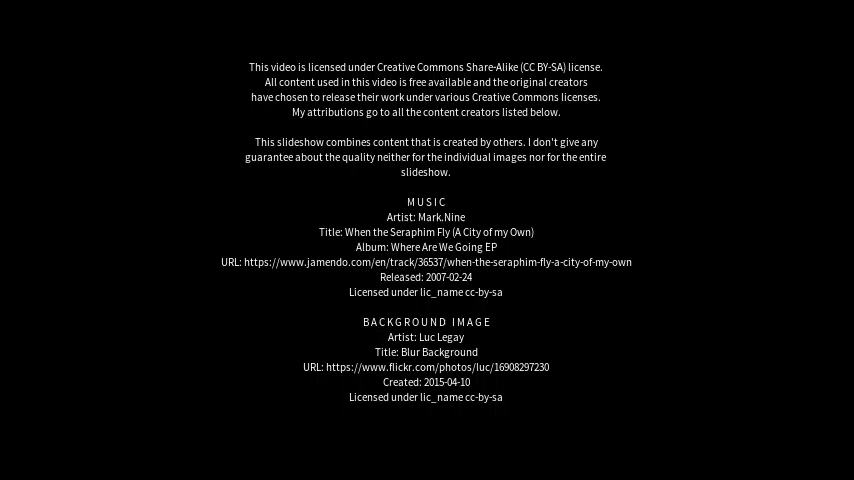 This video is licensed under Creative Commons Share-Alike (CC BY-SA) license.
All content used in this video is free available and the original creators
have chosen to release their work under various Creative Commons licenses.
My attributions go to all the content creators listed below.
This slideshow combines content that is created by others. I don't give any
guarantee about the quality neither for the individual images nor for the entire
slideshow.
MUSIC
Artist: Mark.Nine
Title: When the Seraphim Fly (A City of my Own)
Album: Where Are We Going EP
URL: https://www.jamendo.com/en/track/36537/when-the-seraphim-fly-a-city-of-my-own
Released: 2007-02-24
Licensed under lic_name cc-by-sa
BACKGROUND IMAGE
Artist: Luc Legay
Title: Blur Background
URL: https://www.flickr.com/photos/luc/16908297230
Created: 2015-04-10
Licensed under lic_name cc-by-sa